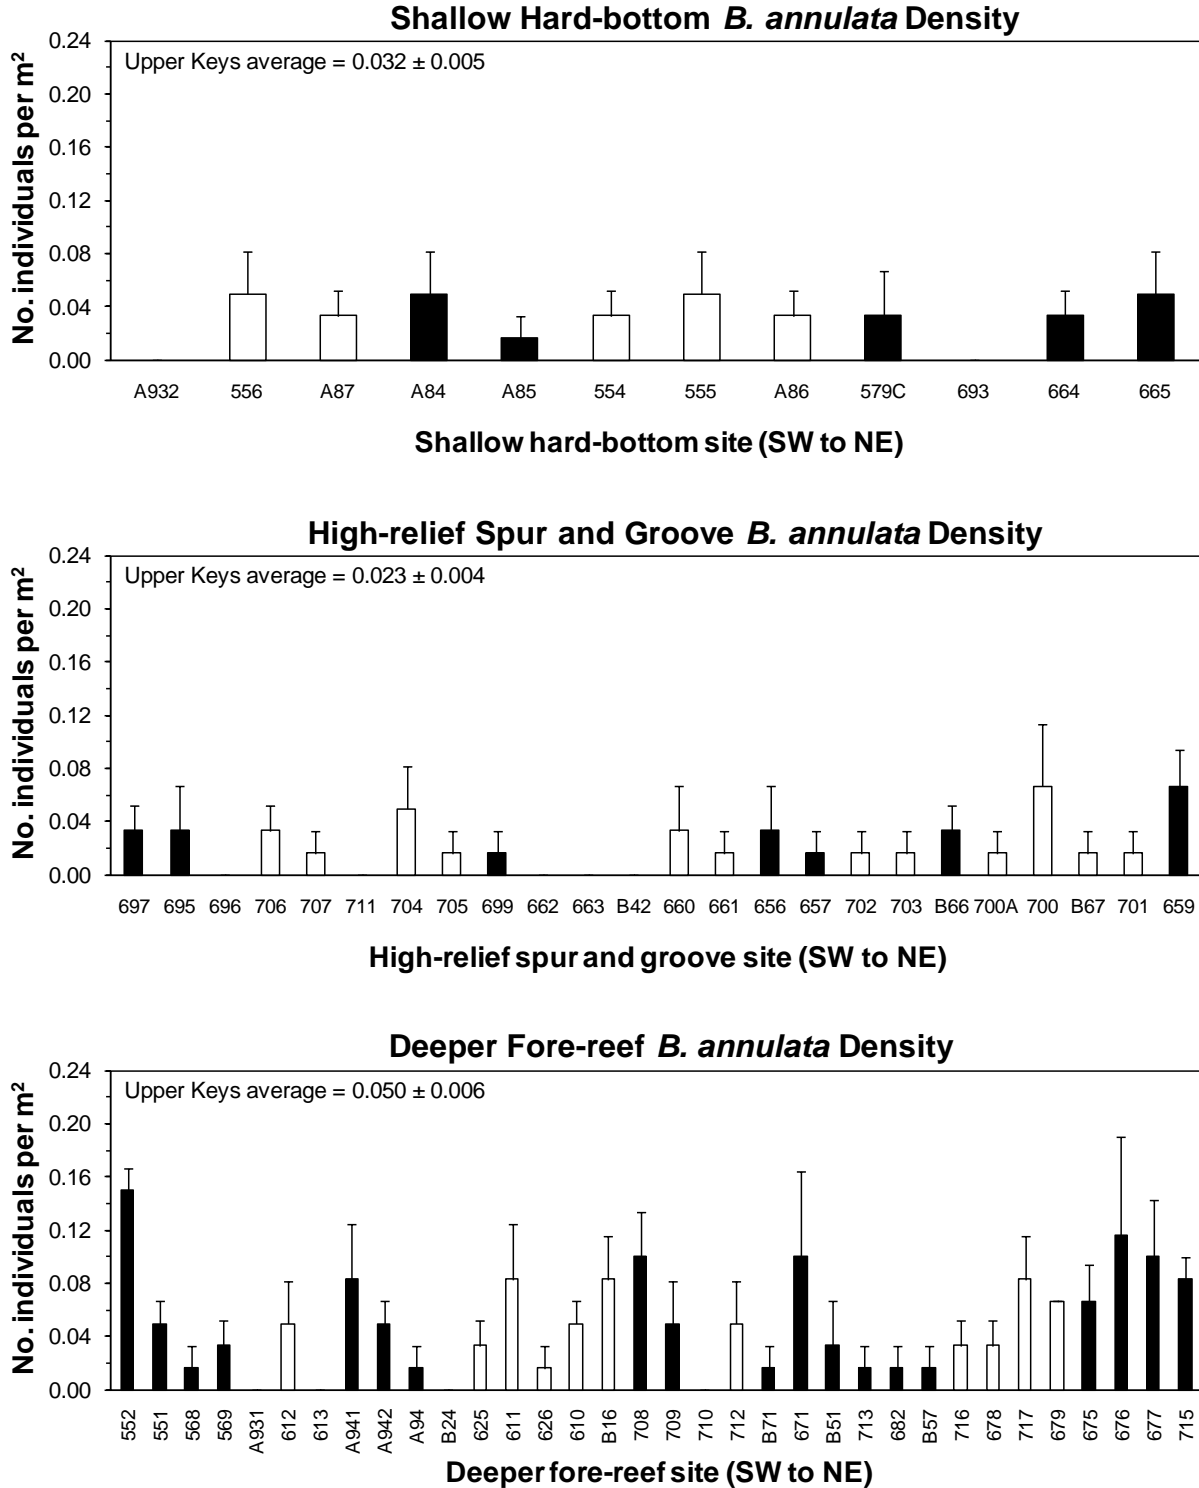 Shallow Hard-bottom B. annulata Density
Upper Keys average = 0.032 ± 0.005
No. individuals per m²
0.24
0.20
0.16
0.12
0.08
0.04
0.00
A932 556 A87 A84 A85 554 555 A86 579C 693 664 665
Shallow hard-bottom site (SW to NE)
High-relief Spur and Groove B. annulata Density
Upper Keys average = 0.023 ± 0.004
No. individuals per m²
0.24
0.20
0.16
0.12
0.08
0.04
0.00
697 695 696 706 707 711 704 705 699 662 663 B42 660 661 656 657 702 703 B66 700A 700 B67 701 659
High-relief spur and groove site (SW to NE)
Deeper Fore-reef B. annulata Density
Upper Keys average = 0.050 ± 0.006
No. individuals per m²
0.24
0.20
0.16
0.12
0.08
0.04
0.00
552 551 568 569 A931 612 613 A941 A942 A94 B24 625 611 626 610 B16 708 709 710 712 B71 671 B51 713 682 B57 716 678 717 679 675 676 677 715
Deeper fore-reef site (SW to NE)